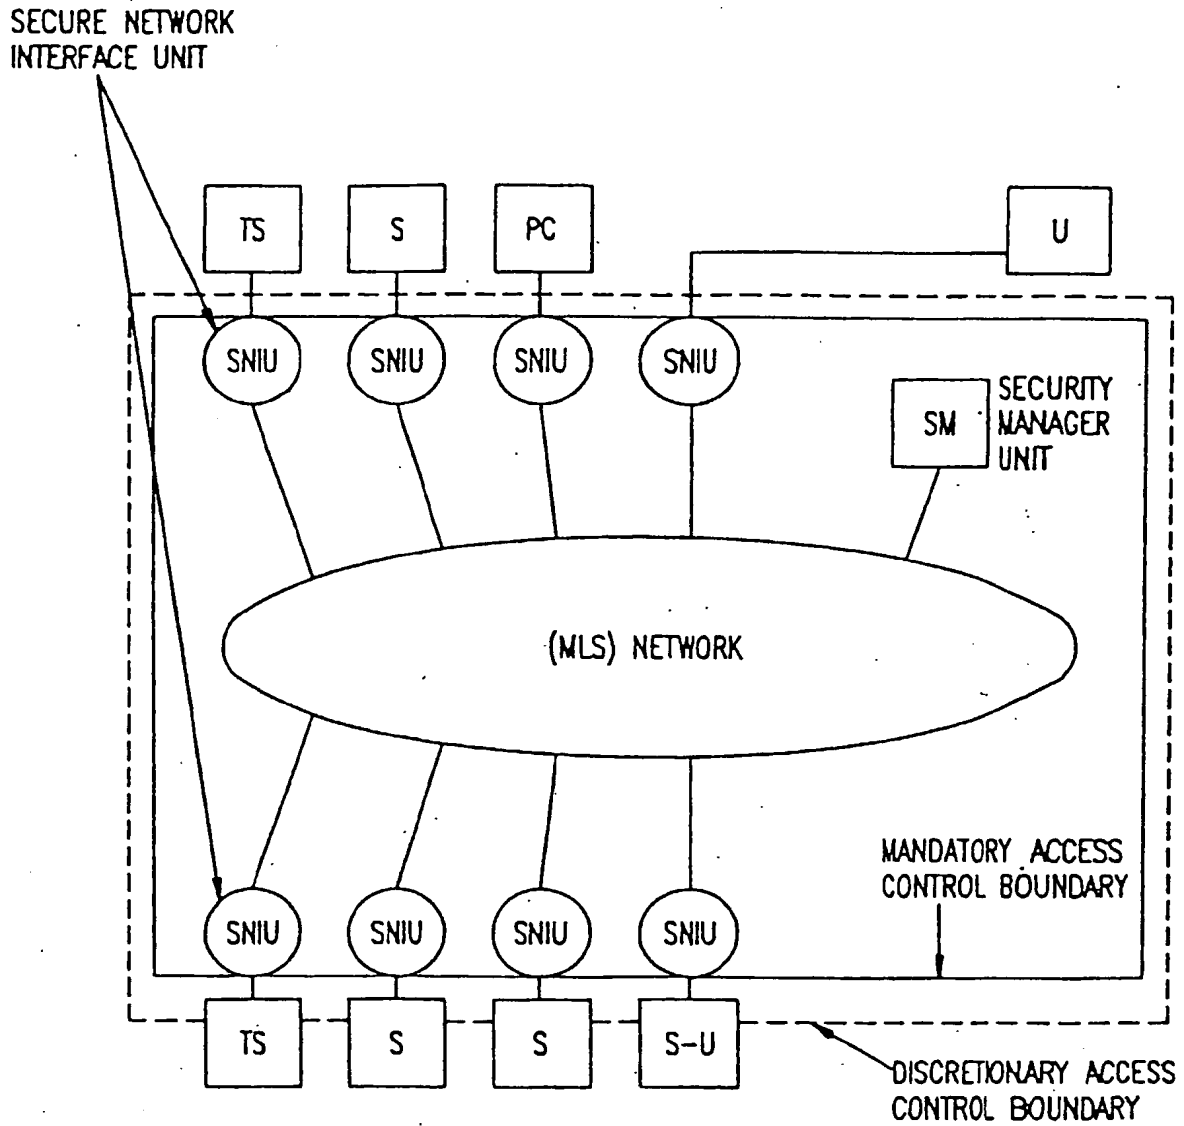 SECURE NETWORK
INTERFACE UNIT
TS
S
PC
U
SNIU
SNIU
SNIU
SNIU
SM
SECURITY
MANAGER
UNIT
(MLS) NETWORK
MANDATORY ACCESS
CONTROL BOUNDARY
SNIU
SNIU
SNIU
SNIU
TS
S
S
S-U
DISCRETIONARY ACCESS
CONTROL BOUNDARY